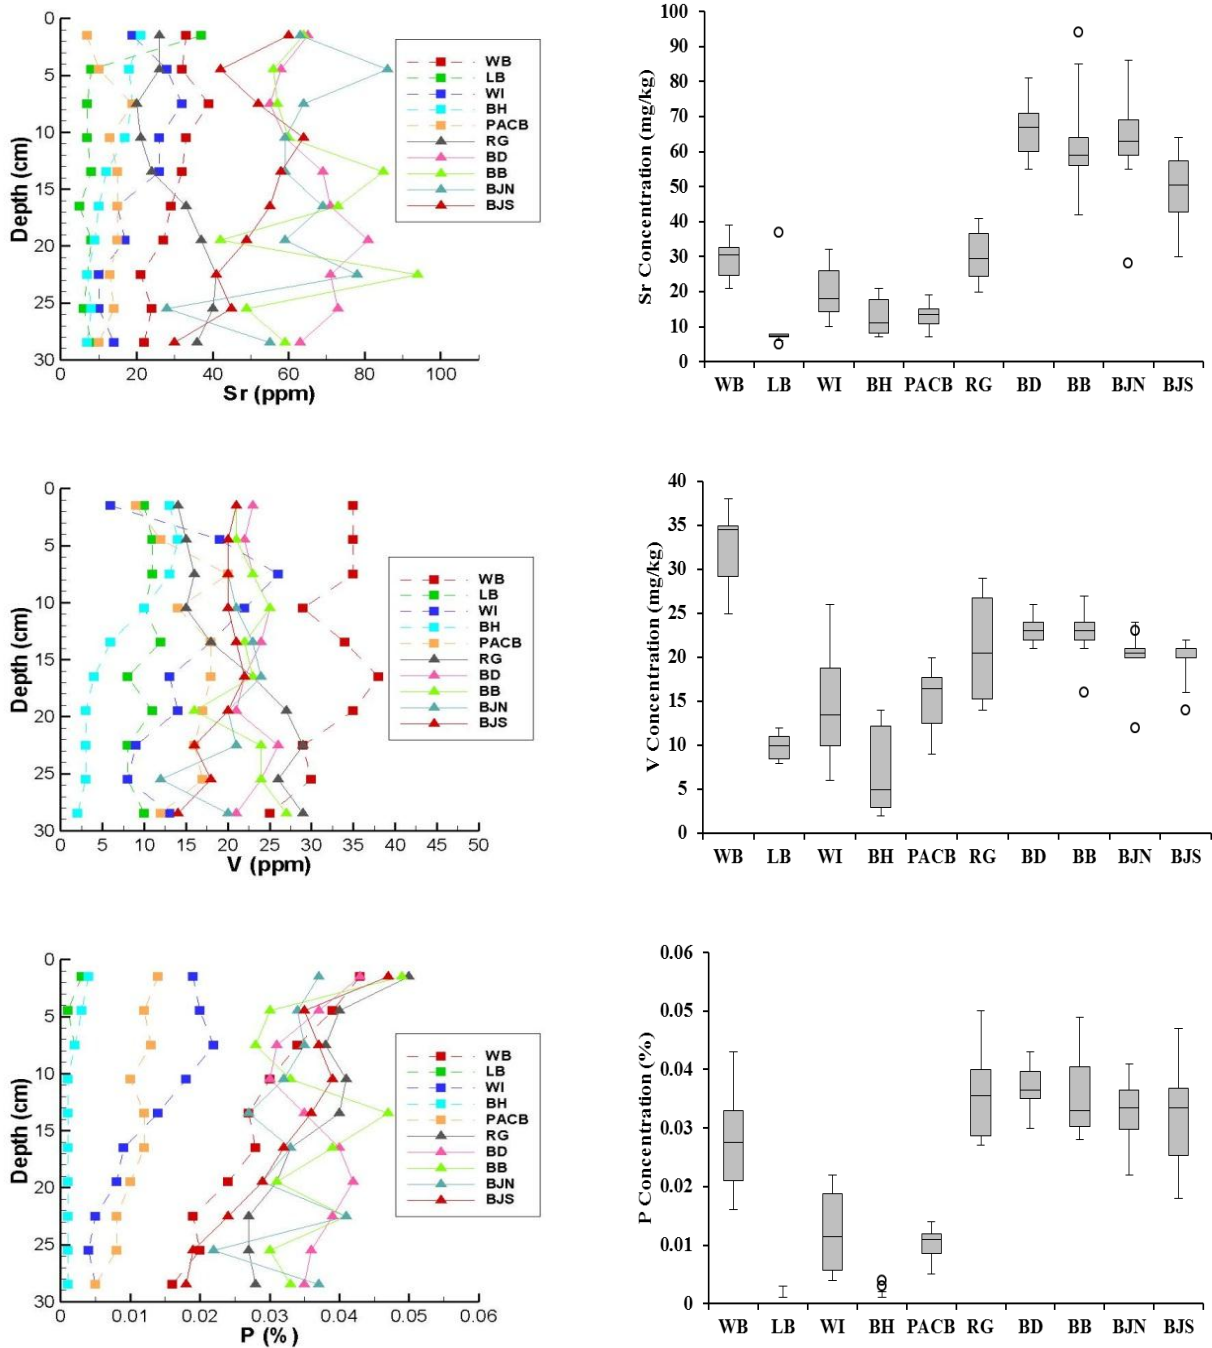 0
5
10
15
20
25
30
Depth (cm)
0 20 40 60 80 100
Sr (ppm)
WB
LB
WI
BH
PACB
RG
BD
BB
BJN
BJS
100
90
80
70
60
50
40
30
20
10
0
Sr Concentration (mg/kg)
WB LB WI BH PACB RG BD BB BJN BJS
0
5
10
15
20
25
30
Depth (cm)
0 5 10 15 20 25 30 35 40 45 50
V (ppm)
WB
LB
WI
BH
PACB
RG
BD
BB
BJN
BJS
40
35
30
25
20
15
10
5
0
V Concentration (mg/kg)
WB LB WI BH PACB RG BD BB BJN BJS
0
5
10
15
20
25
30
Depth (cm)
0 0.01 0.02 0.03 0.04 0.05 0.06
P (%)
WB
LB
WI
BH
PACB
RG
BD
BB
BJN
BJS
0.06
0.05
0.04
0.03
0.02
0.01
0
P Concentration (%)
WB LB WI BH PACB RG BD BB BJN BJS